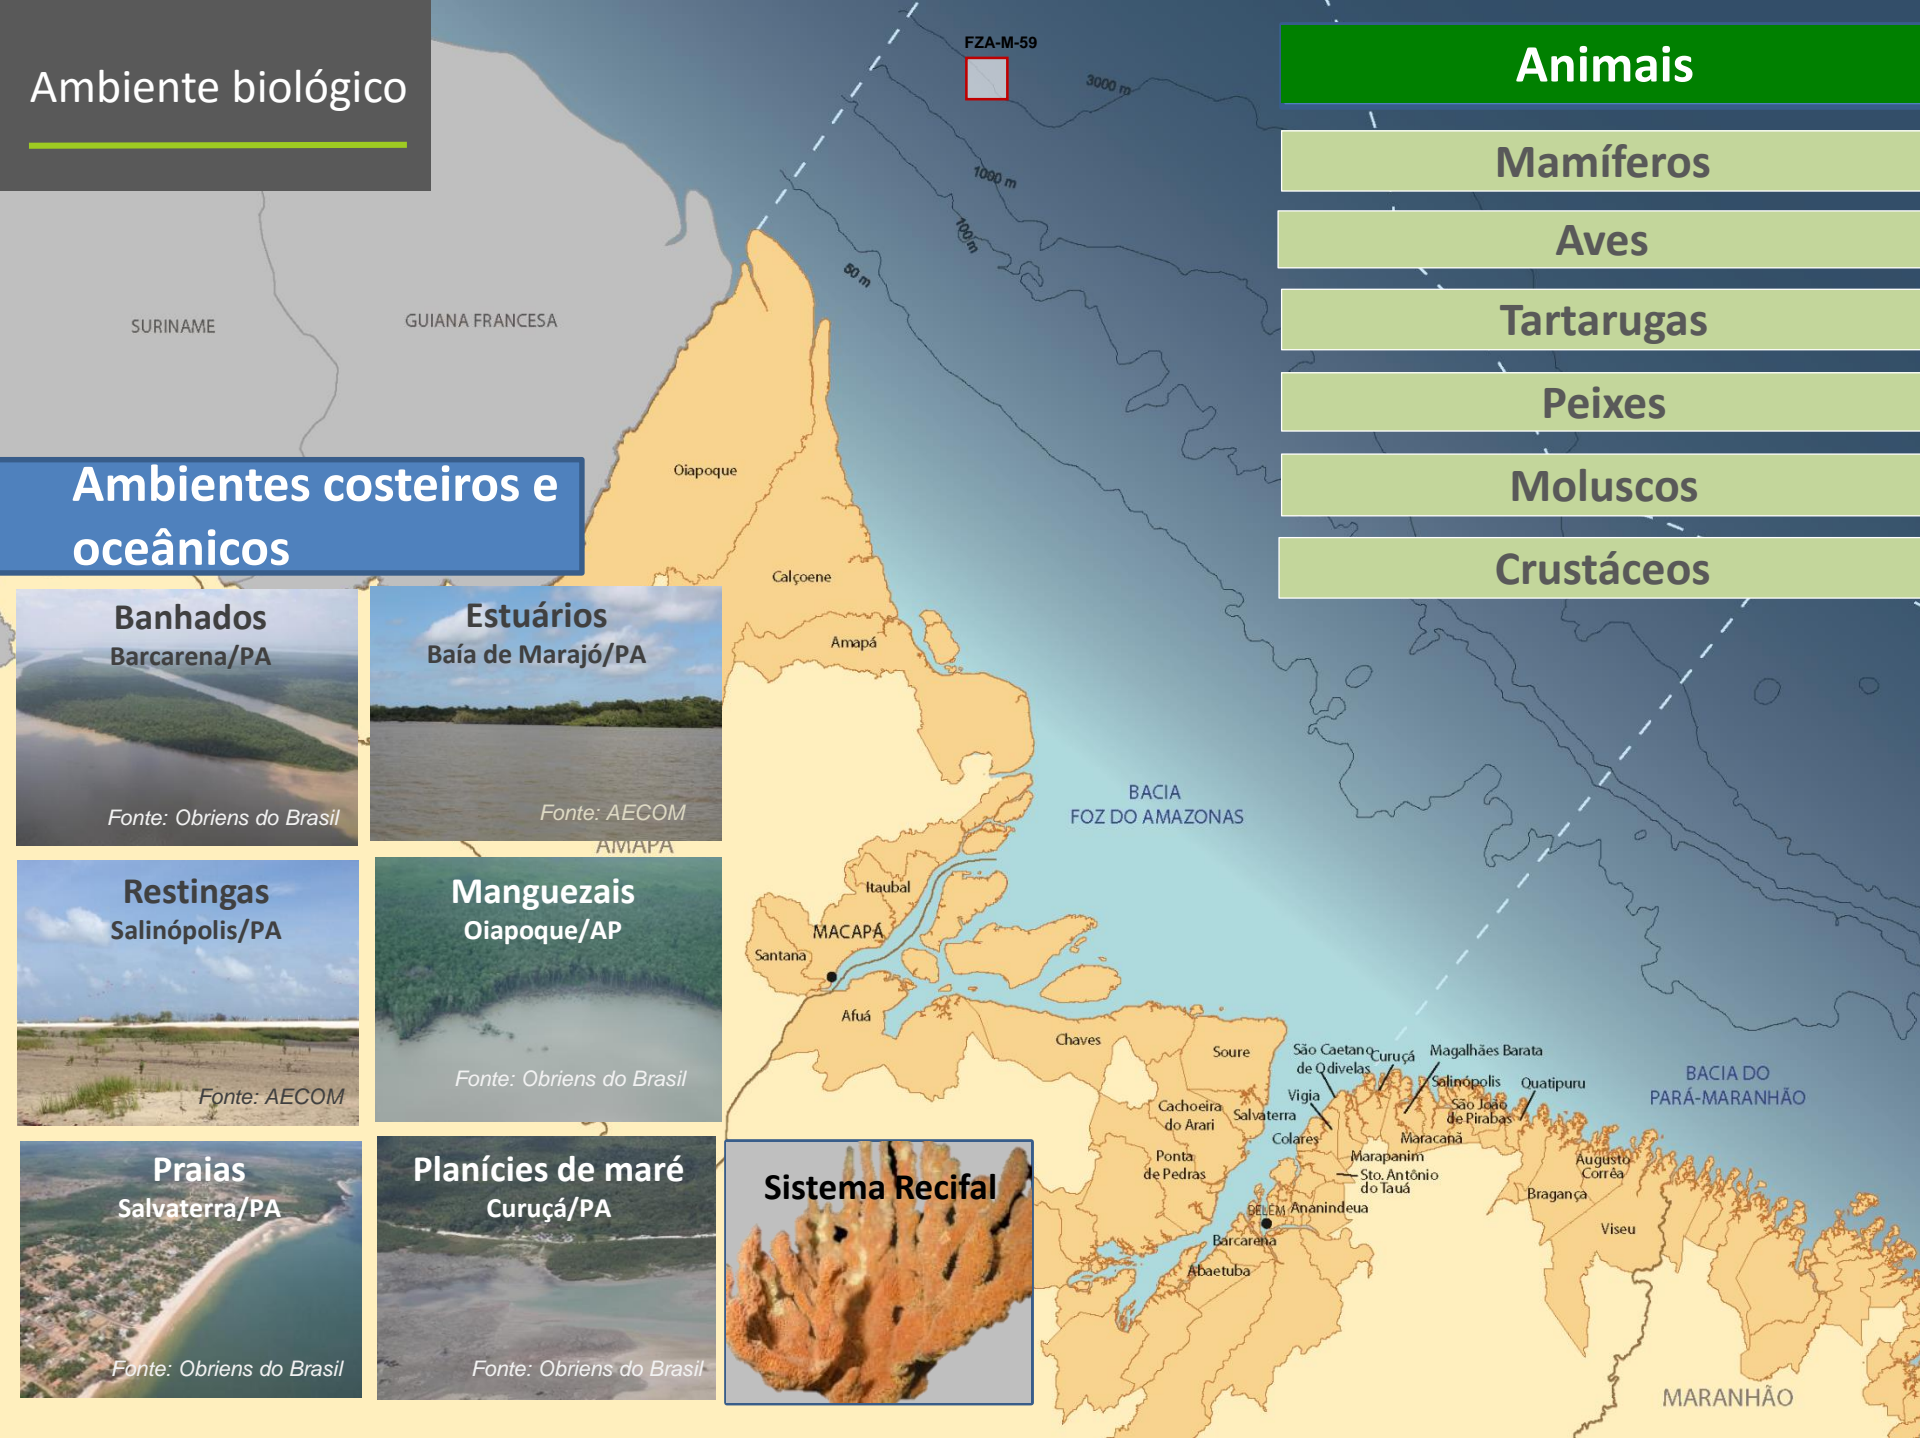 Ambiente biológico
FZA-M-59
3000 m
1000 m
100 m
50 m
Animais
Mamíferos
Aves
Tartarugas
Peixes
Moluscos
Crustáceos
SURINAME
GUIANA FRANCESA
Ambientes costeiros e
oceânicos
Oiapoque
Calçoene
Amapá
Banhados
Barcarena/PA
Fonte: Obriens do Brasil
Estuários
Baía de Marajó/PA
Fonte: AECOM
AMAPÁ
BACIA
FOZ DO AMAZONAS
Restingas
Salinópolis/PA
Fonte: AECOM
Manguezais
Oiapoque/AP
Fonte: Obriens do Brasil
Itaubal
MACAPÁ
Santana
Afuá
Chaves
Soure
São Caetano
de Odivelas
Curuçá
Magalhães Barata
Salinópolis
Quatipuru
Vigia
São João
de Pirabas
Cachoeira
do Arari
Salvaterra
Colares
Maracanã
Marapanim
Ponta
de Pedras
Sto. Antônio
do Tauá
Augusto
Corrêa
Bragança
BELÉM
Ananindeua
Viseu
Barcarena
Abaetuba
BACIA DO
PARÁ-MARANHÃO
MARANHÃO
Praias
Salvaterra/PA
Fonte: Obriens do Brasil
Planícies de maré
Curuçá/PA
Fonte: Obriens do Brasil
Sistema Recifal